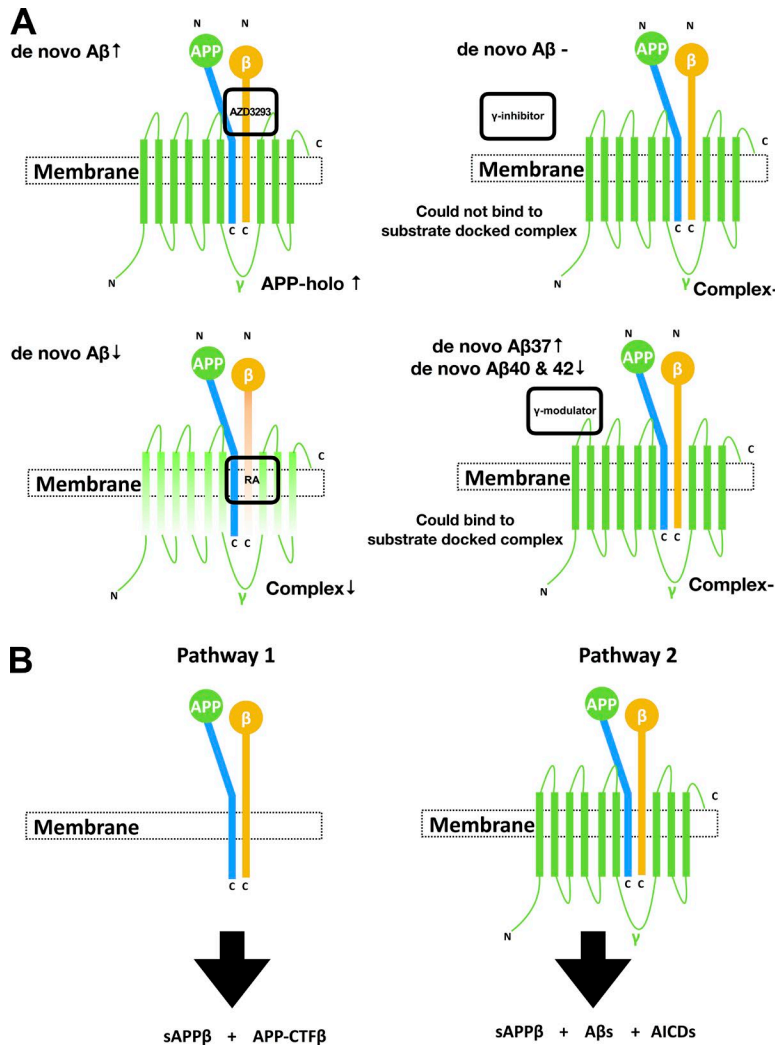 A
de novo Aβ↑
N
N
APP
β
AZD3293
C
Membrane
C C
N
γ
APP-holo ↑
de novo Aβ -
N
N
APP
β
γ-inhibitor
C
Membrane
Could not bind to
substrate docked complex
C C
N
γ
Complex-
de novo Aβ↓
N
N
APP
β
C
Membrane
RA
C C
N
γ
Complex↓
de novo Aβ37↑
de novo Aβ40 & 42↓
N
N
APP
β
γ-modulator
C
Membrane
Could bind to
substrate docked complex
C C
N
γ
Complex-
B
Pathway 1
APP
β
Membrane
C C
sAPPβ + APP-CTFβ
Pathway 2
APP
β
C
Membrane
C C
N
γ
sAPPβ + Aβs + AICDs